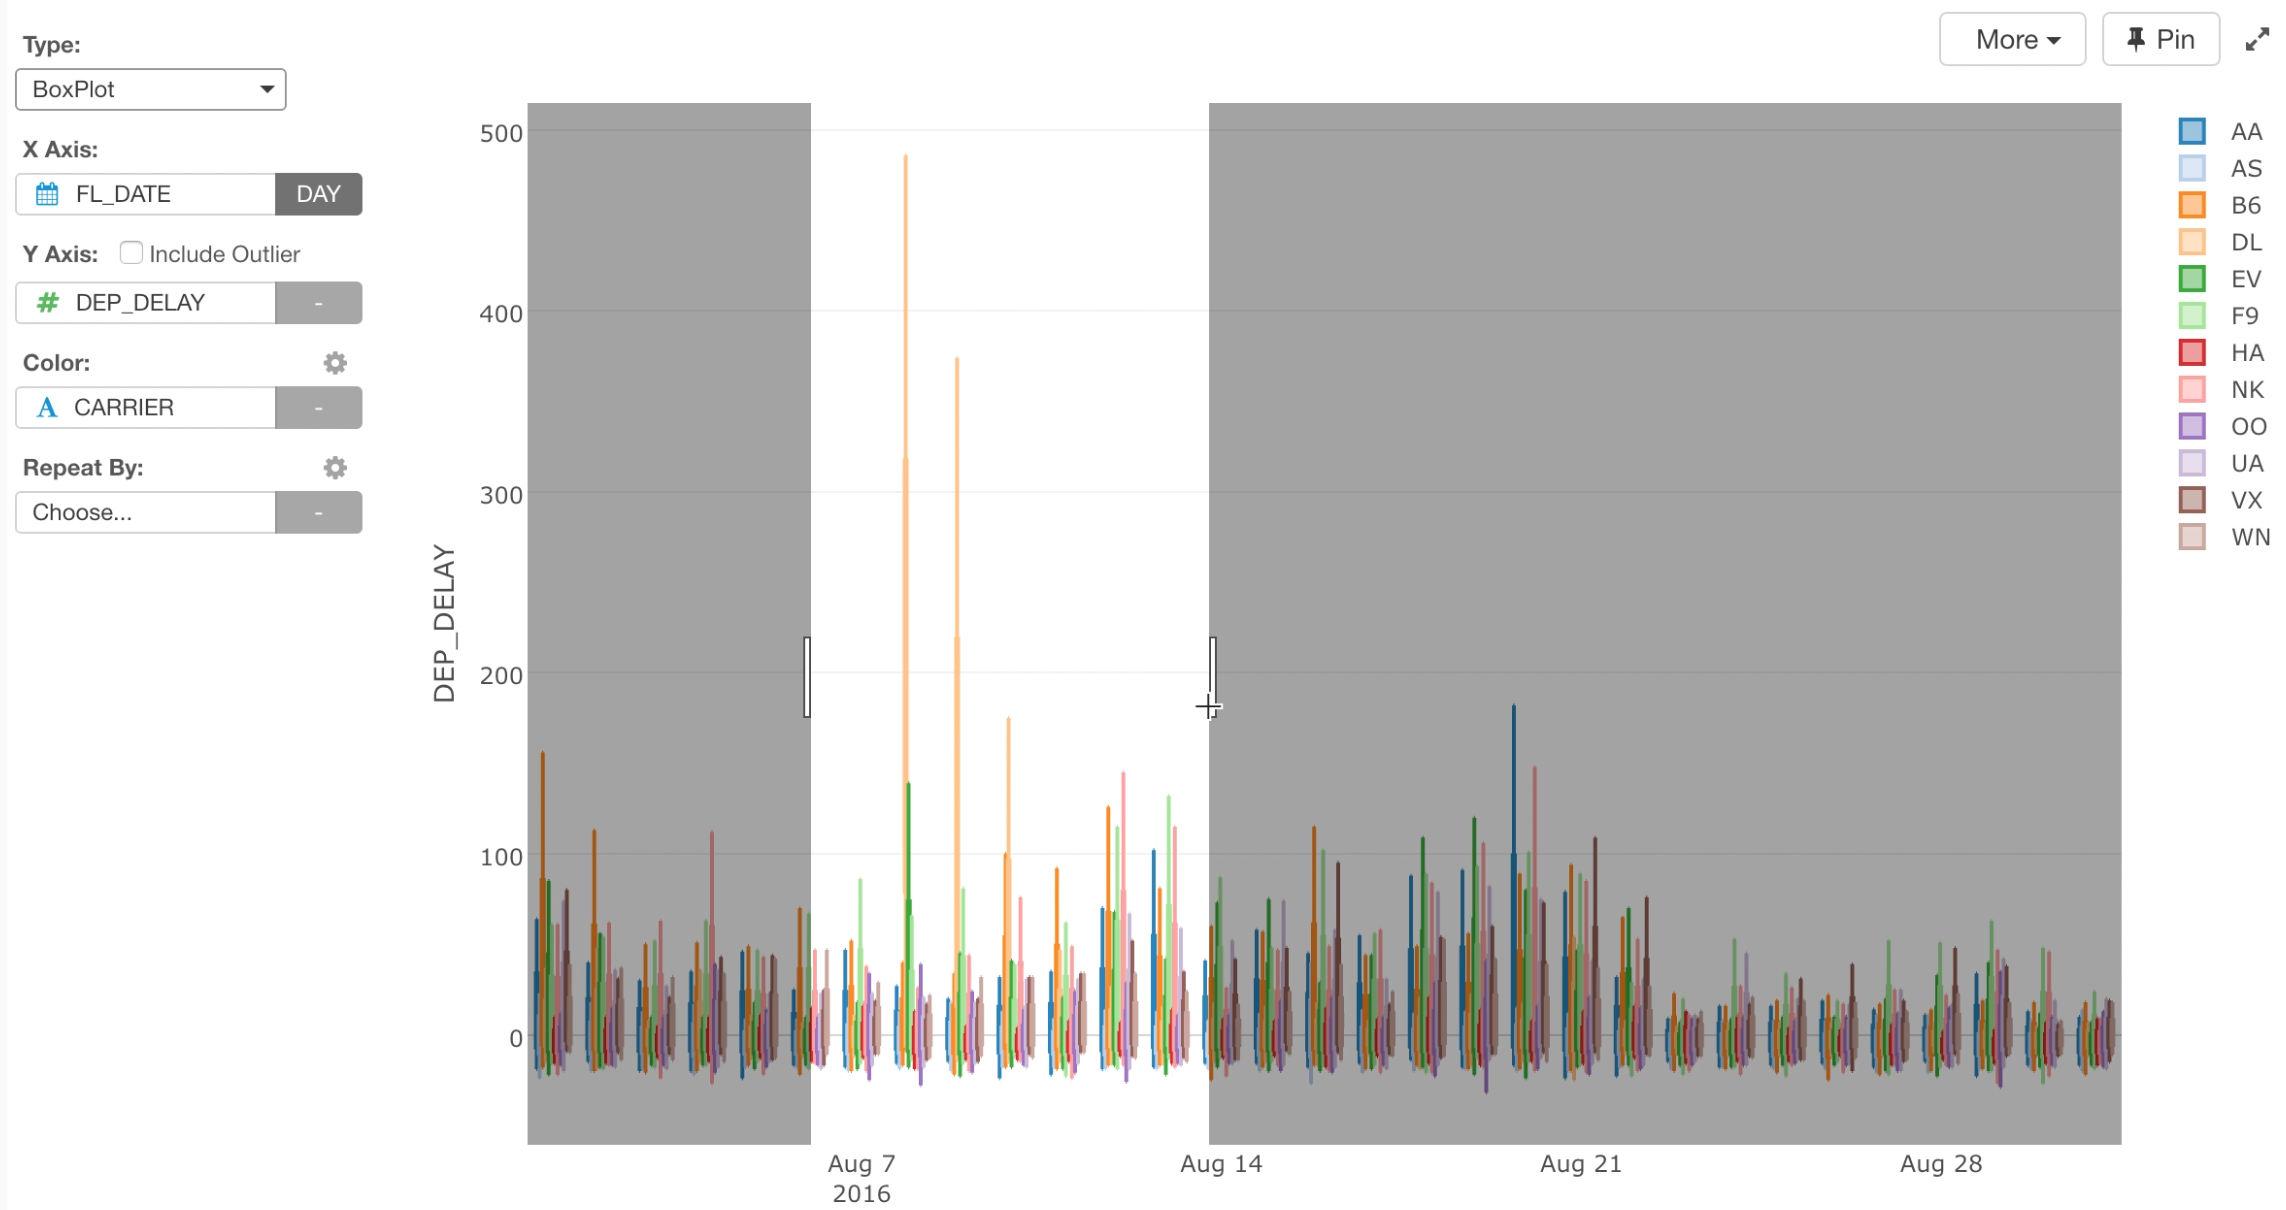 Type:
BoxPlot
X Axis:
FL_DATE DAY
Y Axis: Include Outlier
# DEP_DELAY -
Color:
A CARRIER -
Repeat By:
Choose... -
More Pin
500
400
300
200
100
0
DEP_DELAY
Aug 7
2016
Aug 14
Aug 21
Aug 28
AA
AS
B6
DL
EV
F9
HA
NK
OO
UA
VX
WN